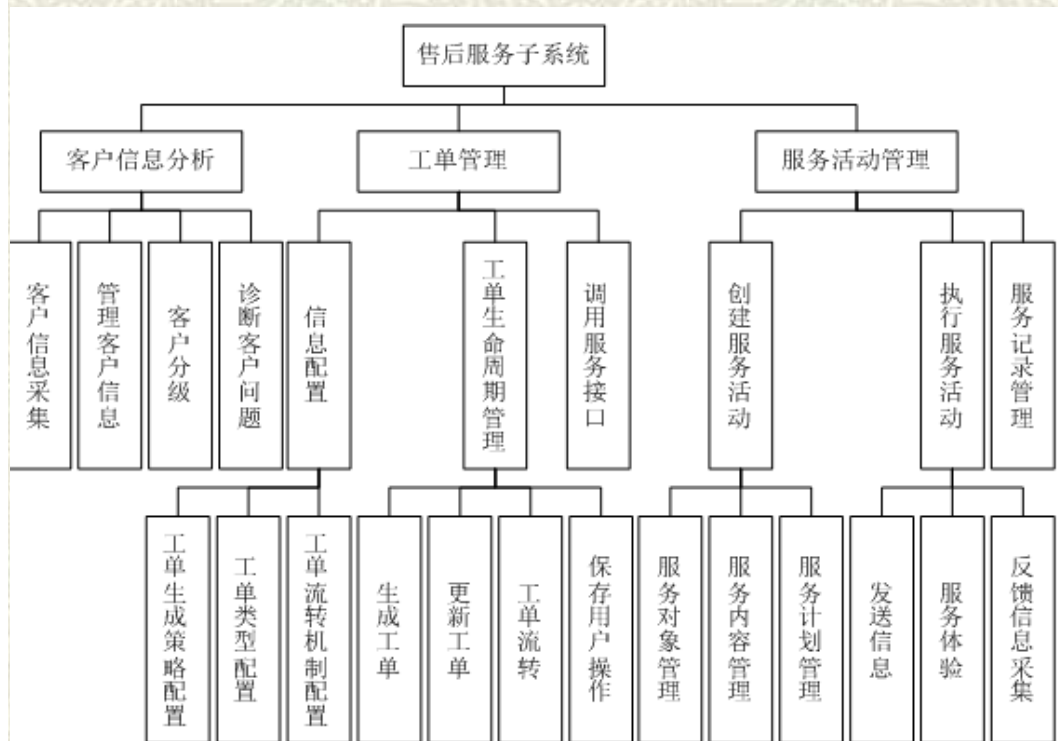 售后服务子系统
客户信息分析
工单管理
服务活动管理
客户信息采集
管理客户信息
客户分级
诊断客户问题
信息配置
工单生命周期管理
调用服务接口
创建服务活动
执行服务活动
服务记录管理
工单生成策略配置
工单类型配置
工单流转机制配置
生成工单
更新工单
工单流转
保存用户操作
服务对象管理
服务内容管理
服务计划管理
发送信息
服务体验
反馈信息采集